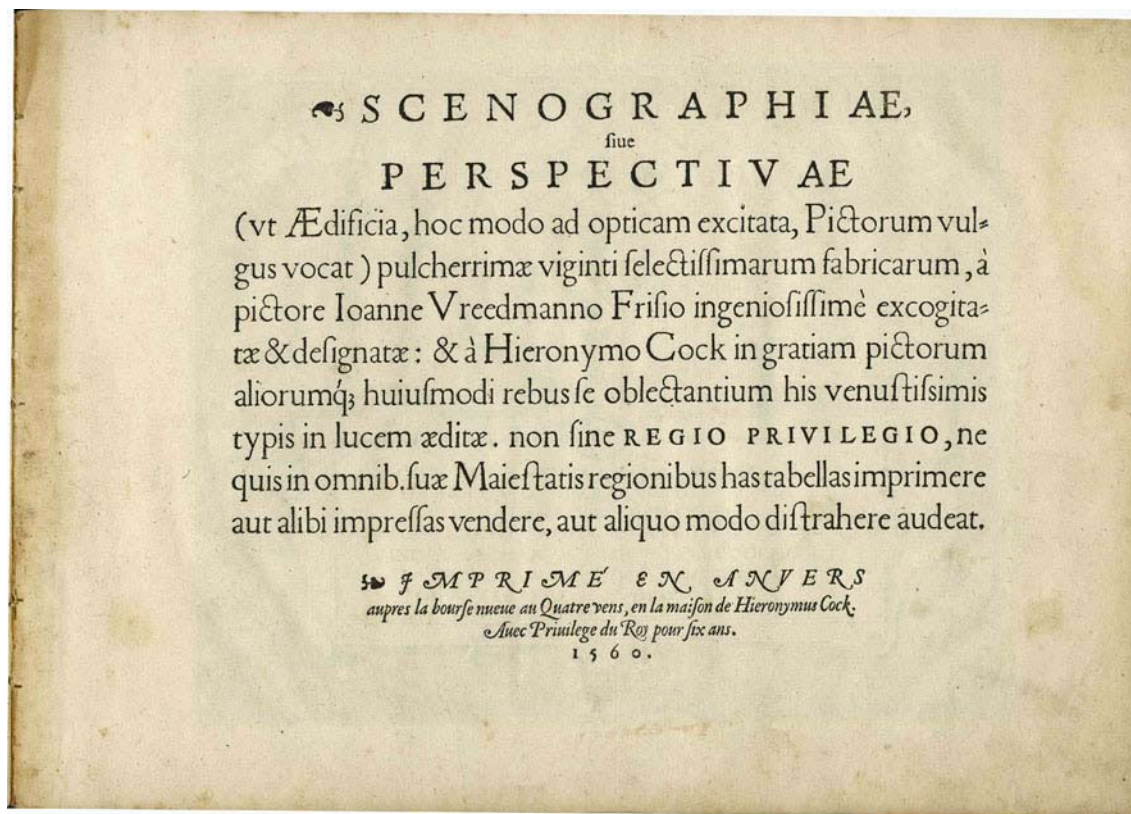 ❧ SCENOGRAPHIAE,
ſiue
PERSPECTIVAE
(vt Ædificia, hoc modo ad opticam excitata, Pictorum vul⸗
gus vocat) pulcherrimæ viginti ſelectiſſimarum fabricarum, à
pictore Ioanne Vreedmanno Friſio ingenioſiſſimè excogita⸗
tæ & deſignatæ: & à Hieronymo Cock in gratiam pictorum
aliorumq́ꝫ huiuſmodi rebus ſe oblectantium his venuſtiſsimis
typis in lucem æditæ. non ſine REGIO PRIVILEGIO, ne
quis in omnib. ſuæ Maieſtatis regionibus has tabellas imprimere
aut alibi impreſſas vendere, aut aliquo modo diſtrahere audeat.
❧ IMPRIMÉ EN ANVERS
aupres la bourſe nueue au Quatre vens, en la maiſon de Hieronymus Cock.
Auec Priuilege du Roy pour ſix ans.
1560.